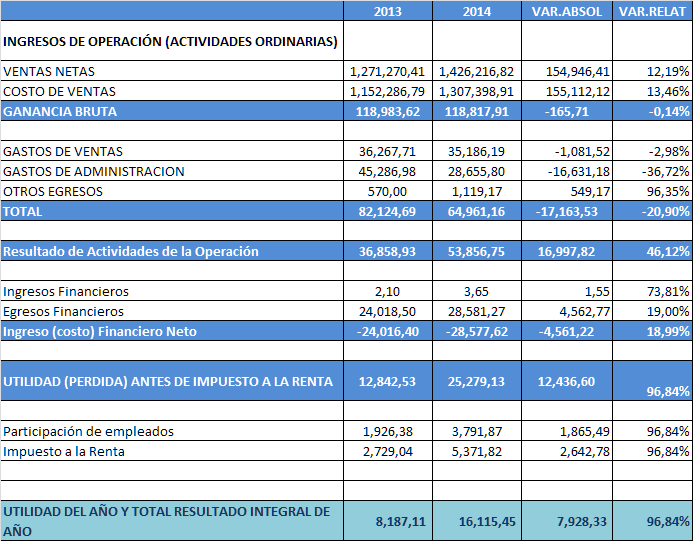 2013 2014 VAR.ABSOL VAR.RELAT
INGRESOS DE OPERACIÓN (ACTIVIDADES ORDINARIAS)
VENTAS NETAS 1,271,270,41 1,426,216,82 154,946,41 12,19%
COSTO DE VENTAS 1,152,286,79 1,307,398,91 155,112,12 13,46%
GANANCIA BRUTA 118,983,62 118,817,91 -165,71 -0,14%
GASTOS DE VENTAS 36,267,71 35,186,19 -1,081,52 -2,98%
GASTOS DE ADMINISTRACION 45,286,98 28,655,80 -16,631,18 -36,72%
OTROS EGRESOS 570,00 1,119,17 549,17 96,35%
TOTAL 82,124,69 64,961,16 -17,163,53 -20,90%
Resultado de Actividades de la Operación 36,858,93 53,856,75 16,997,82 46,12%
Ingresos Financieros 2,10 3,65 1,55 73,81%
Egresos Financieros 24,018,50 28,581,27 4,562,77 19,00%
Ingreso (costo) Financiero Neto -24,016,40 -28,577,62 -4,561,22 18,99%
UTILIDAD (PERDIDA) ANTES DE IMPUESTO A LA RENTA 12,842,53 25,279,13 12,436,60 96,84%
Participación de empleados 1,926,38 3,791,87 1,865,49 96,84%
Impuesto a la Renta 2,729,04 5,371,82 2,642,78 96,84%
UTILIDAD DEL AÑO Y TOTAL RESULTADO INTEGRAL DE
AÑO 8,187,11 16,115,45 7,928,33 96,84%